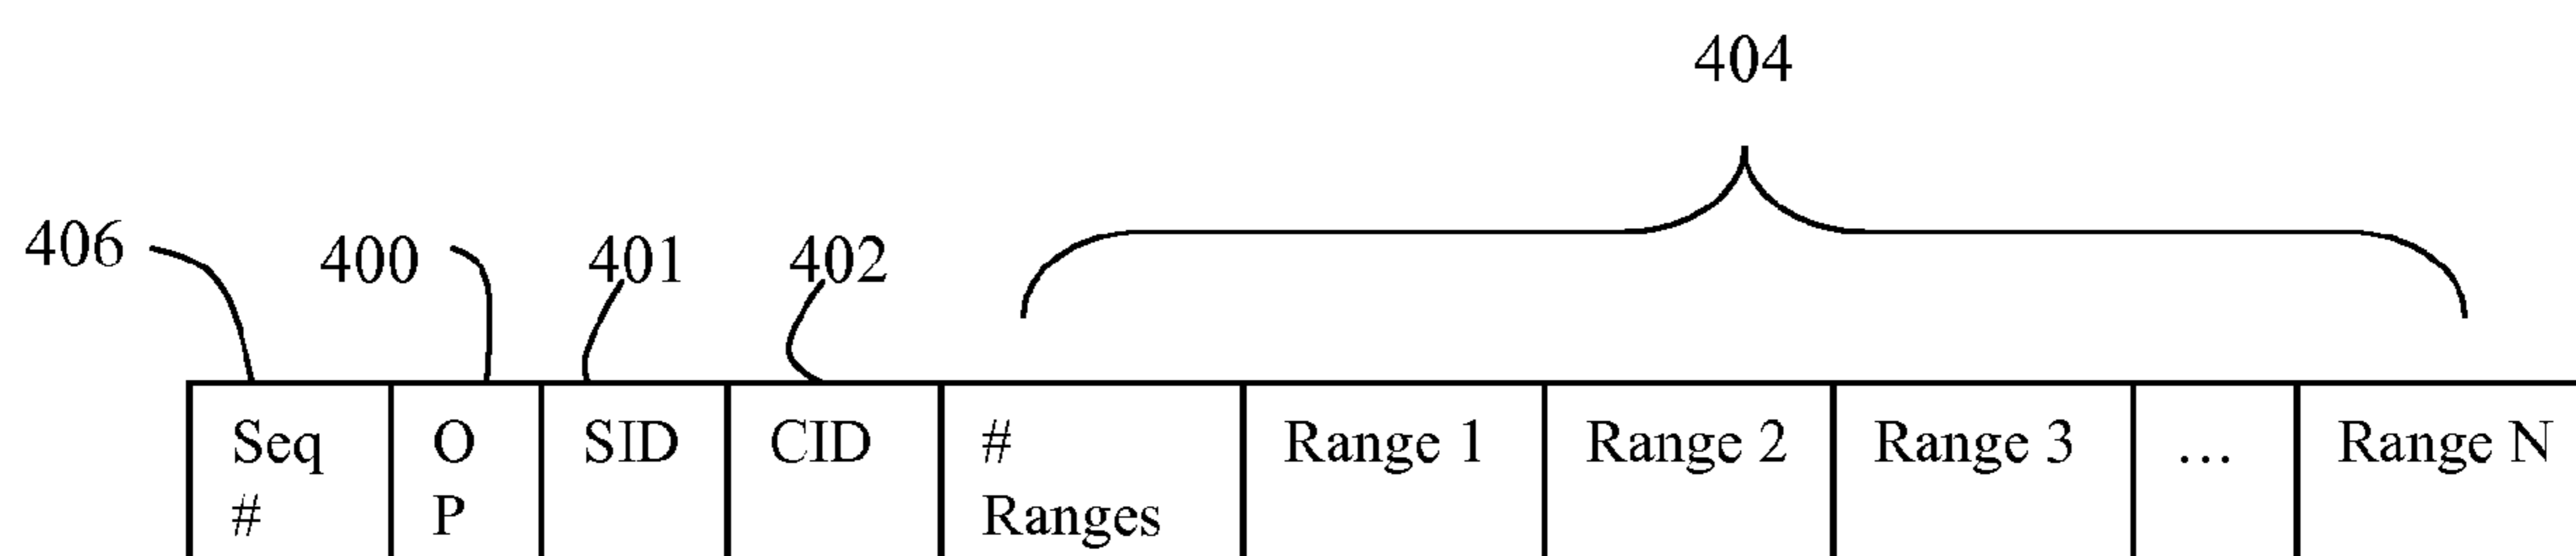 404
406
400
401
402
Seq
#
O
P
SID
CID
#
Ranges
Range 1
Range 2
Range 3
...
Range N